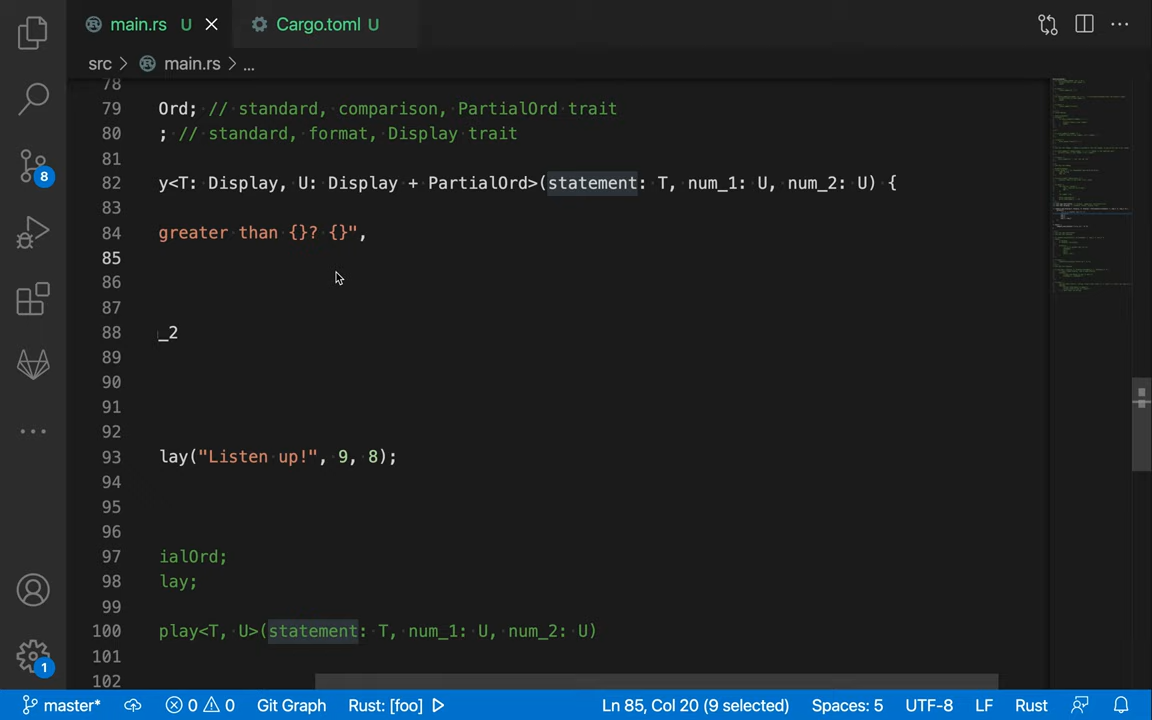 main.rs U
Cargo.toml U
src > main.rs > ...
78
79 Ord; // standard, comparison, PartialOrd trait
80 ; // standard, format, Display trait
81
82 y<T: Display, U: Display + PartialOrd>(statement: T, num_1: U, num_2: U) {
83
84 greater than {}? {}",
85
86
87
88 _2
89
90
91
92
93 lay("Listen up!", 9, 8);
94
95
96
97 ialOrd;
98 lay;
99
100 play<T, U>(statement: T, num_1: U, num_2: U)
101
102
8
1
master* 0 0 Git Graph Rust: [foo] Ln 85, Col 20 (9 selected) Spaces: 5 UTF-8 LF Rust